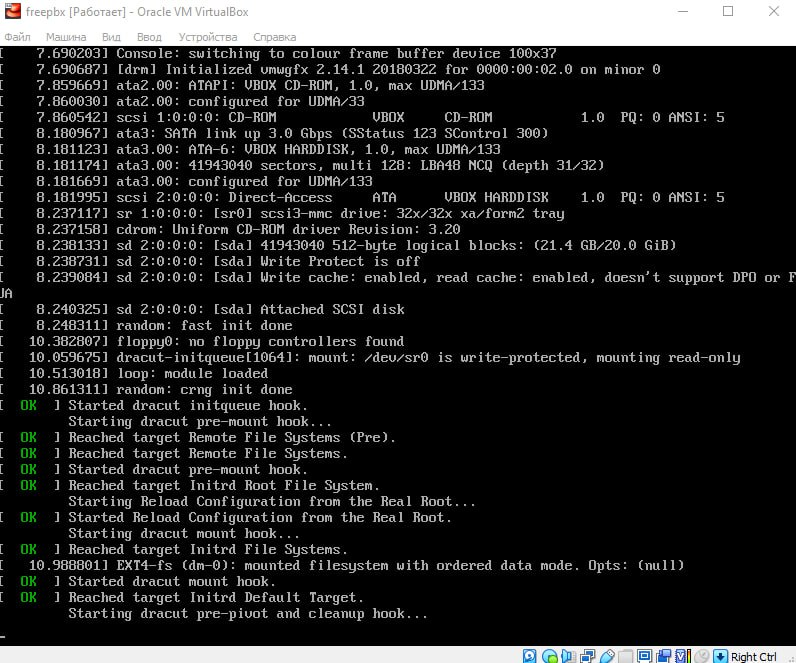 freepbx [Работает] - Oracle VM VirtualBox
Файл Машина Вид Ввод Устройства Справка
[    7.690203] Console: switching to colour frame buffer device 100x37
[    7.690687] [drm] Initialized vmwgfx 2.14.1 20180322 for 0000:00:02.0 on minor 0
[    7.859669] ata2.00: ATAPI: VBOX CD-ROM, 1.0, max UDMA/133
[    7.860030] ata2.00: configured for UDMA/33
[    7.860542] scsi 1:0:0:0: CD-ROM            VBOX     CD-ROM           1.0  PQ: 0 ANSI: 5
[    8.180967] ata3: SATA link up 3.0 Gbps (SStatus 123 SControl 300)
[    8.181123] ata3.00: ATA-6: VBOX HARDDISK, 1.0, max UDMA/133
[    8.181174] ata3.00: 41943040 sectors, multi 128: LBA48 NCQ (depth 31/32)
[    8.181669] ata3.00: configured for UDMA/133
[    8.181995] scsi 2:0:0:0: Direct-Access     ATA      VBOX HARDDISK    1.0  PQ: 0 ANSI: 5
[    8.237117] sr 1:0:0:0: [sr0] scsi3-mmc drive: 32x/32x xa/form2 tray
[    8.237158] cdrom: Uniform CD-ROM driver Revision: 3.20
[    8.238133] sd 2:0:0:0: [sda] 41943040 512-byte logical blocks: (21.4 GB/20.0 GiB)
[    8.238731] sd 2:0:0:0: [sda] Write Protect is off
[    8.239084] sd 2:0:0:0: [sda] Write cache: enabled, read cache: enabled, doesn't support DPO or F
UA
[    8.240325] sd 2:0:0:0: [sda] Attached SCSI disk
[    8.248311] random: fast init done
[   10.382807] floppy0: no floppy controllers found
[   10.059675] dracut-initqueue[1064]: mount: /dev/sr0 is write-protected, mounting read-only
[   10.513018] loop: module loaded
[   10.861311] random: crng init done
[  OK  ] Started dracut initqueue hook.
         Starting dracut pre-mount hook...
[  OK  ] Reached target Remote File Systems (Pre).
[  OK  ] Reached target Remote File Systems.
[  OK  ] Started dracut pre-mount hook.
[  OK  ] Reached target Initrd Root File System.
         Starting Reload Configuration from the Real Root...
[  OK  ] Started Reload Configuration from the Real Root.
         Starting dracut mount hook...
[  OK  ] Reached target Initrd File Systems.
[   10.988801] EXT4-fs (dm-0): mounted filesystem with ordered data mode. Opts: (null)
[  OK  ] Started dracut mount hook.
[  OK  ] Reached target Initrd Default Target.
         Starting dracut pre-pivot and cleanup hook...
Right Ctrl